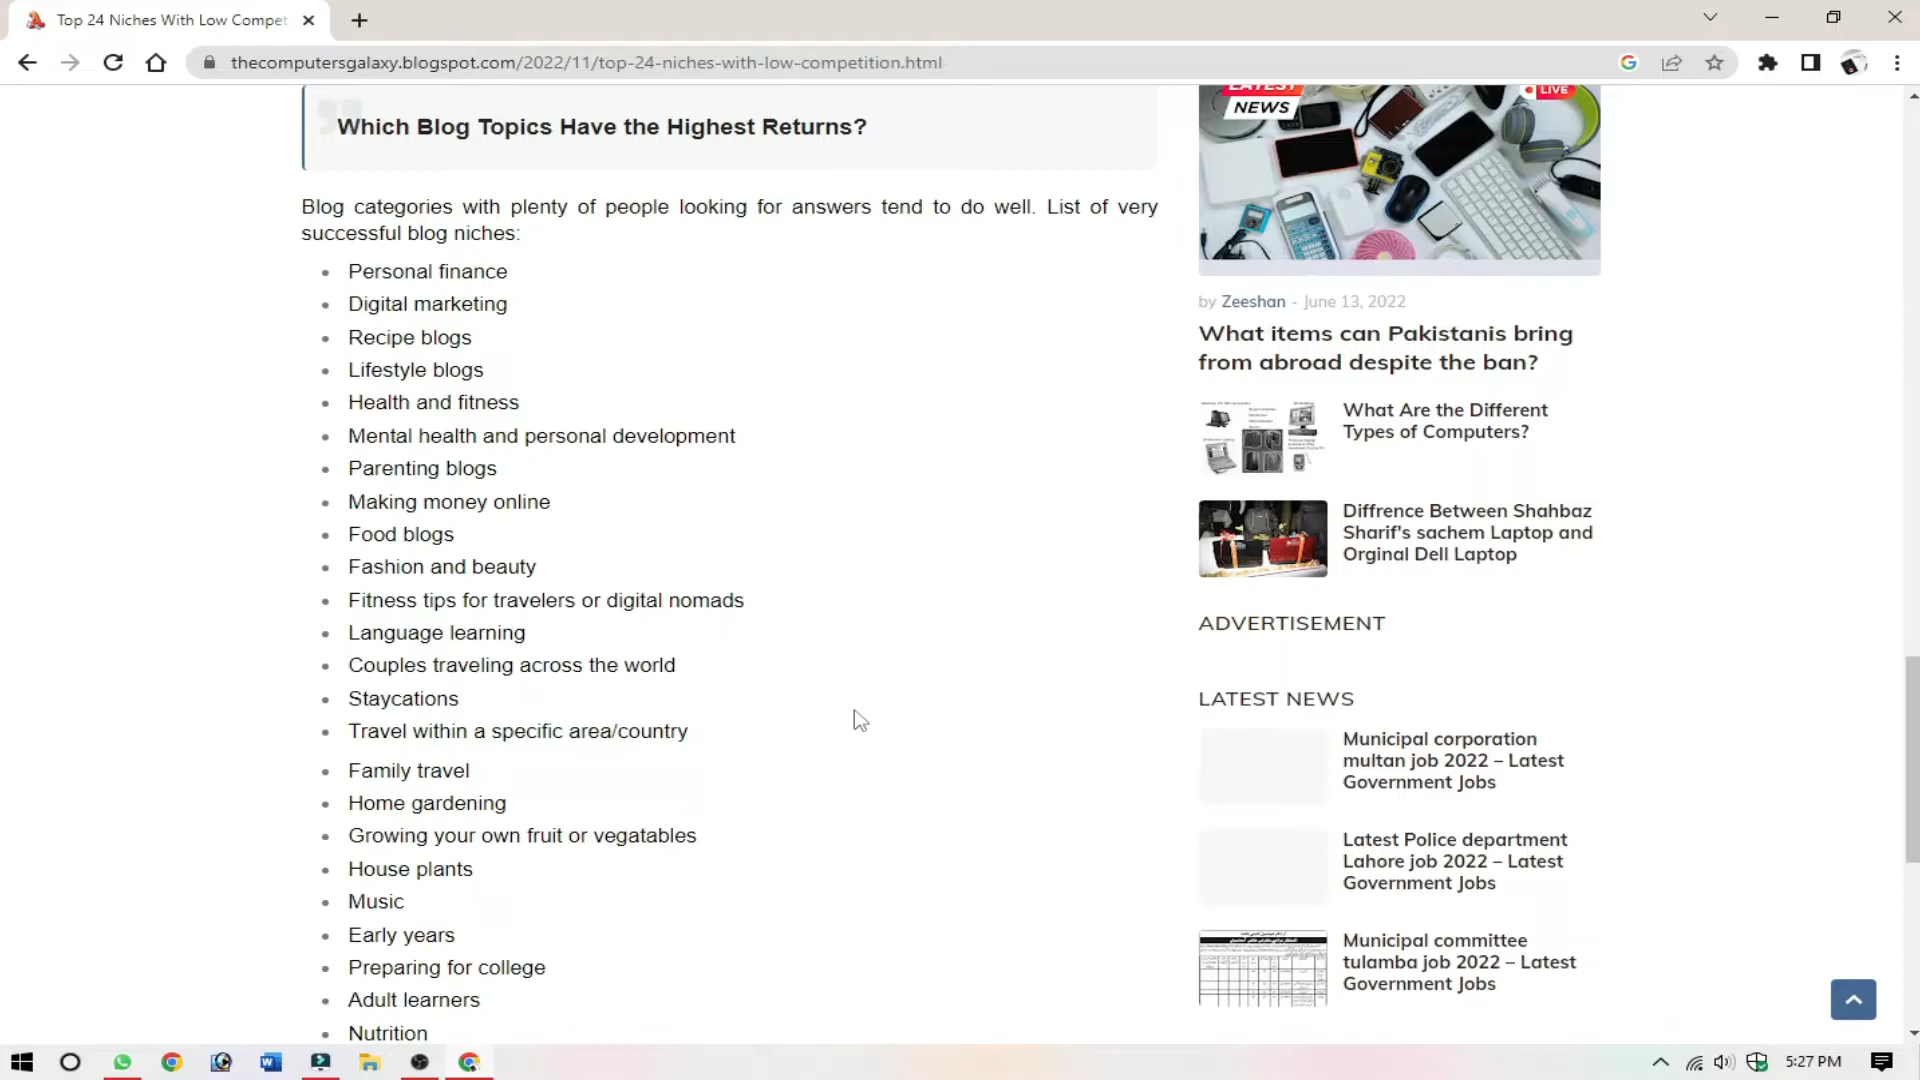 Top 24 Niches With Low Compet
thecomputersgalaxy.blogspot.com/2022/11/top-24-niches-with-low-competition.html
Which Blog Topics Have the Highest Returns?
Blog categories with plenty of people looking for answers tend to do well. List of very
successful blog niches:
Personal finance
Digital marketing
Recipe blogs
Lifestyle blogs
Health and fitness
Mental health and personal development
Parenting blogs
Making money online
Food blogs
Fashion and beauty
Fitness tips for travelers or digital nomads
Language learning
Couples traveling across the world
Staycations
Travel within a specific area/country
Family travel
Home gardening
Growing your own fruit or vegatables
House plants
Music
Early years
Preparing for college
Adult learners
Nutrition
LATEST
NEWS
LIVE
by Zeeshan - June 13, 2022
What items can Pakistanis bring
from abroad despite the ban?
What Are the Different
Types of Computers?
Diffrence Between Shahbaz
Sharif's sachem Laptop and
Orginal Dell Laptop
ADVERTISEMENT
LATEST NEWS
Municipal corporation
multan job 2022 – Latest
Government Jobs
Latest Police department
Lahore job 2022 – Latest
Government Jobs
Municipal committee
tulamba job 2022 – Latest
Government Jobs
5:27 PM